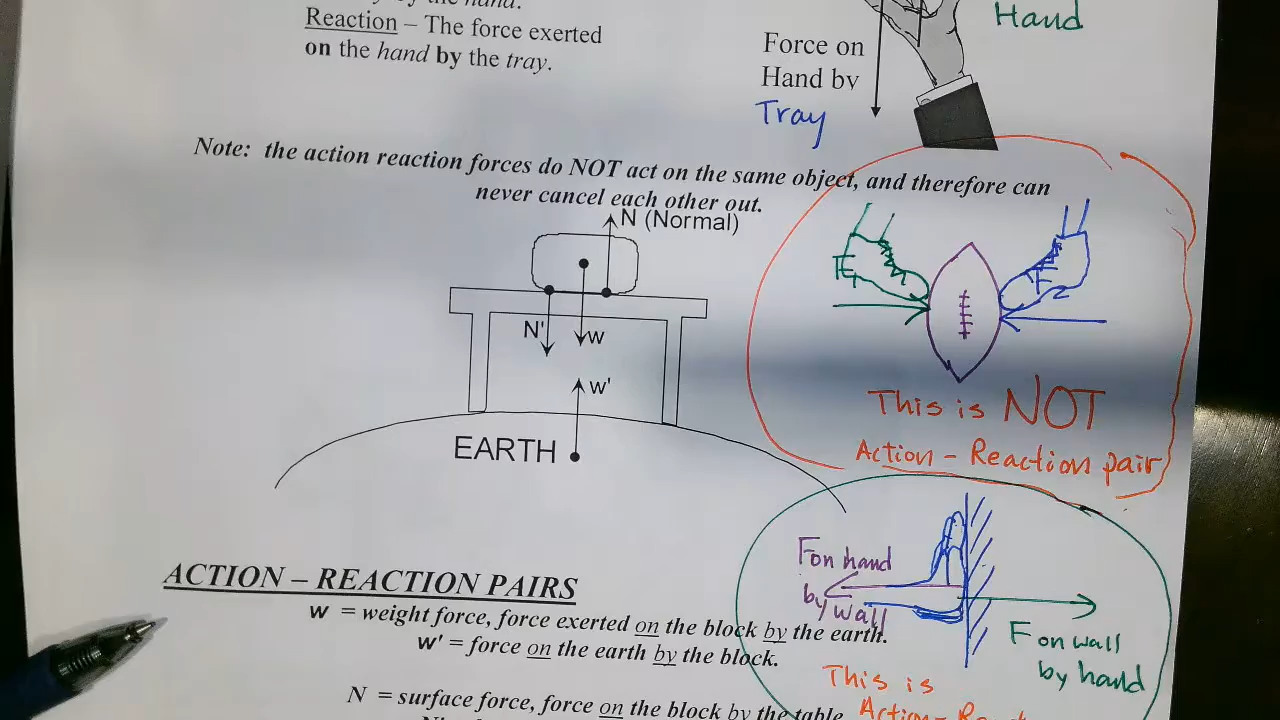 hand.
Reaction – The force exerted
on the hand by the tray.
Hand
Force on
Hand by
Tray
Note: the action reaction forces do NOT act on the same object, and therefore can
never cancel each other out.
N (Normal)
N'
w
w'
EARTH
F
F
This is NOT
Action - Reaction pair
ACTION – REACTION PAIRS
w = weight force, force exerted on the block by the earth.
w' = force on the earth by the block.
N = surface force, force on the block by the table
F on hand
by wall
F on wall
by hand
This is